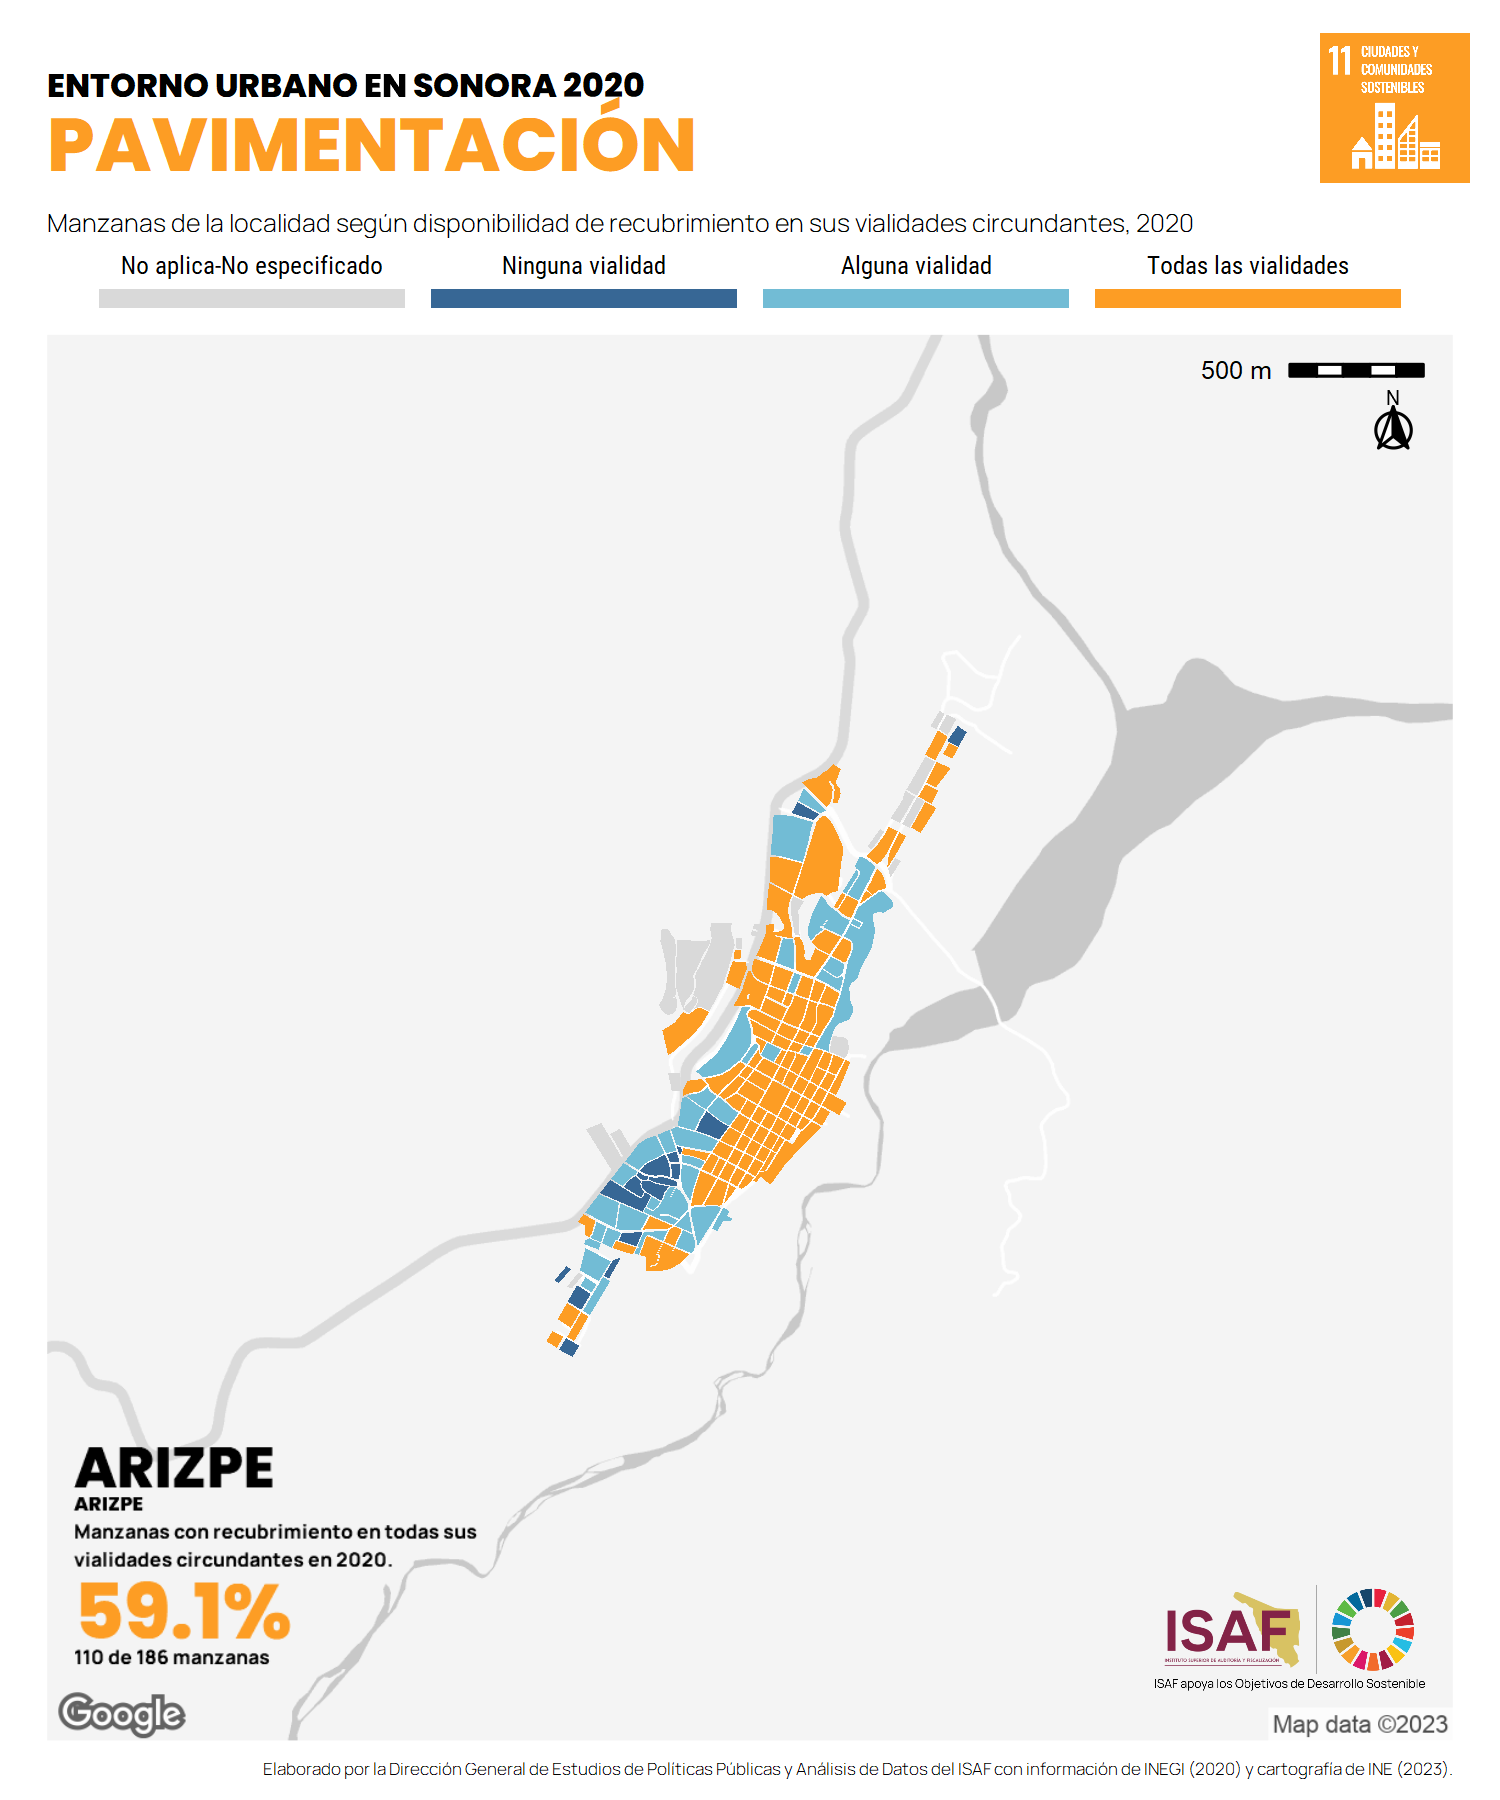 ENTORNO URBANO EN SONORA 2020
PAVIMENTACIÓN
11 CIUDADES Y
COMUNIDADES
SOSTENIBLES
Manzanas de la localidad según disponibilidad de recubrimiento en sus vialidades circundantes, 2020
No aplica-No especificado
Ninguna vialidad
Alguna vialidad
Todas las vialidades
500 m
N
ARIZPE
ARIZPE
Manzanas con recubrimiento en todas sus
vialidades circundantes en 2020.
59.1%
110 de 186 manzanas
Google
ISAF
INSTITUTO SUPERIOR DE AUDITORÍA Y FISCALIZACIÓN
ISAF apoya los Objetivos de Desarrollo Sostenible
Map data ©2023
Elaborado por la Dirección General de Estudios de Políticas Públicas y Análisis de Datos del ISAF con información de INEGI (2020) y cartografía de INE (2023).